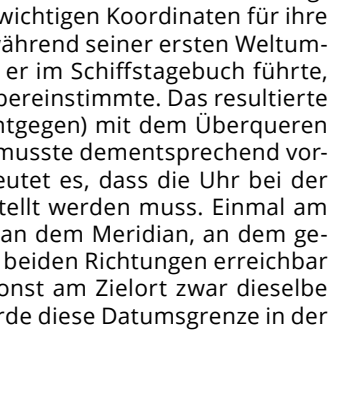 wichtigen Koordinaten für ihre
während seiner ersten Weltum-
er im Schiffstagebuch führte,
bereinstimmte. Das resultierte
ntgegen) mit dem Überqueren
musste dementsprechend vor-
eutet es, dass die Uhr bei der
tellt werden muss. Einmal am
an dem Meridian, an dem ge-
beiden Richtungen erreichbar
onst am Zielort zwar dieselbe
rde diese Datumsgrenze in der